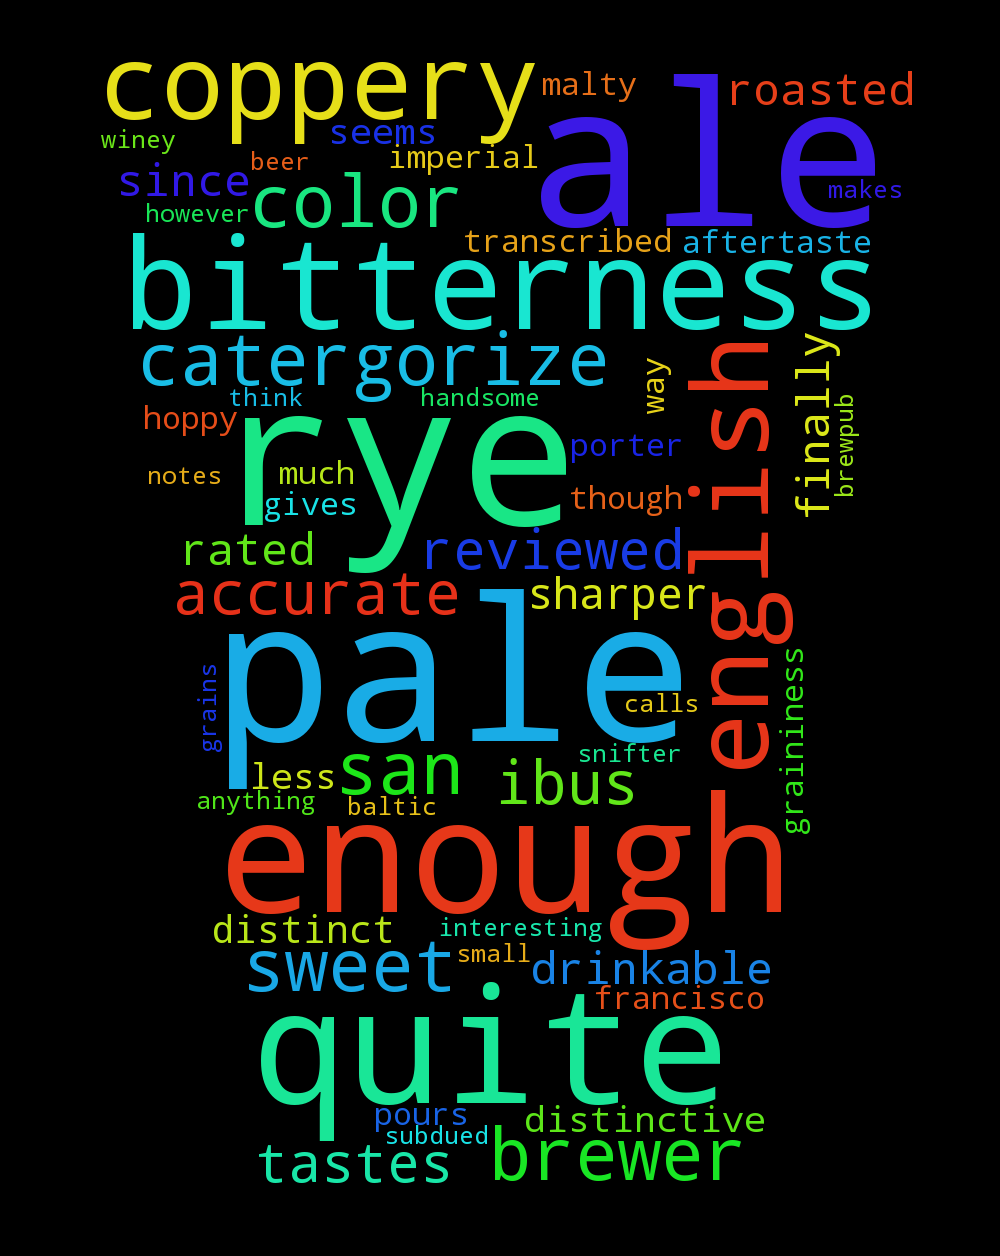 coppery
malty
ale
roasted
winey
seems
beer
imperial
since
color
makes
however
transcribed
aftertaste
bitterness
catergorize
way
english
finally
think
handsome
brewpub
hoppy
rye
porter
notes
much
gives
though
rated
reviewed
accurate
sharper
pale
grains
calls
graininess
san
snifter
less
ibus
anything
baltic
enough
distinct
interesting
sweet
small
drinkable
francisco
quite
pours
distinctive
subdued
tastes
brewer